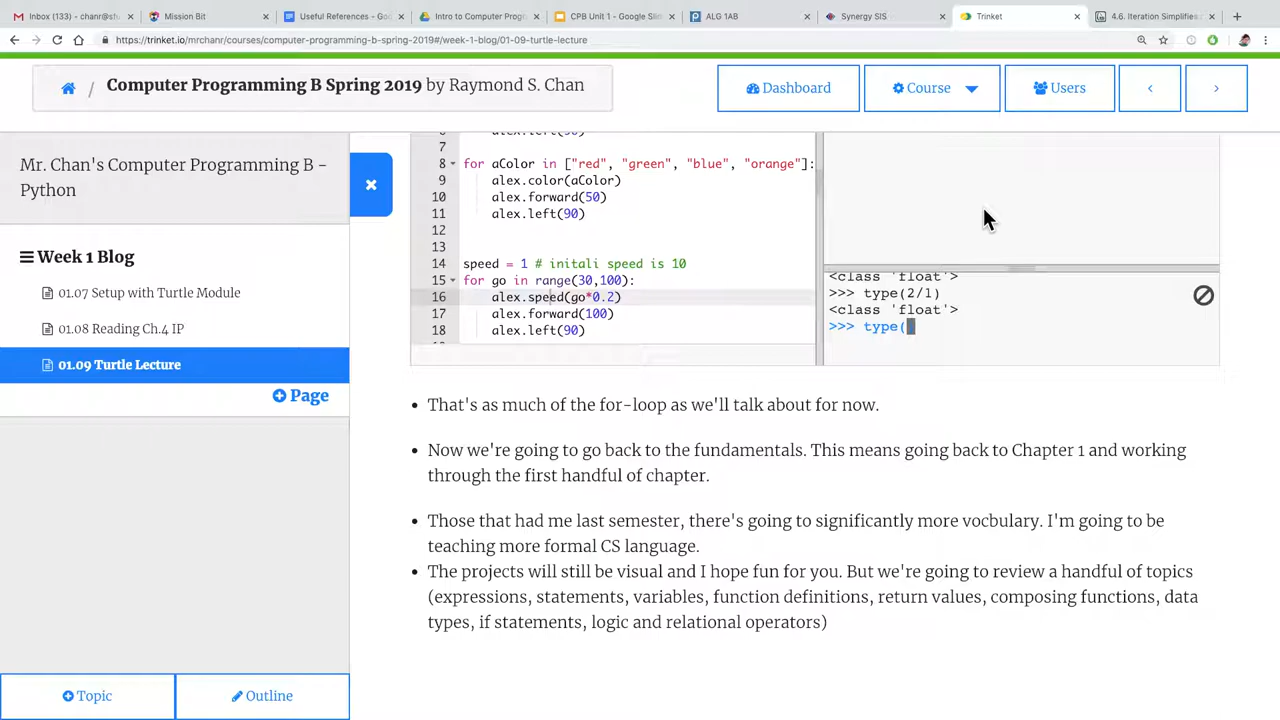 Inbox (133) - chanr@st
Mission Bit
Useful References - Goo
Intro to Computer Progr
CPB Unit 1 - Google Slid
ALG 1AB
Synergy SIS
Trinket
4.6. Iteration Simplifies
https://trinket.io/mrchanr/courses/computer-programming-b-spring-2019#/week-1-blog/01-09-turtle-lecture
/ Computer Programming B Spring 2019 by Raymond S. Chan
Dashboard
Course
Users
Mr. Chan's Computer Programming B -
Python
Week 1 Blog
01.07 Setup with Turtle Module
01.08 Reading Ch.4 IP
01.09 Turtle Lecture
Page
Topic
Outline
7
8 for aColor in ["red", "green", "blue", "orange"]:
9 alex.color(aColor)
10 alex.forward(50)
11 alex.left(90)
12
13
14 speed = 1 # initali speed is 10
15 for go in range(30,100):
16 alex.speed(go*0.2)
17 alex.forward(100)
18 alex.left(90)
<class 'float'>
>>> type(2/1)
<class 'float'>
>>> type(
• That's as much of the for-loop as we'll talk about for now.
• Now we're going to go back to the fundamentals. This means going back to Chapter 1 and working
through the first handful of chapter.
• Those that had me last semester, there's going to significantly more vocbulary. I'm going to be
teaching more formal CS language.
• The projects will still be visual and I hope fun for you. But we're going to review a handful of topics
(expressions, statements, variables, function definitions, return values, composing functions, data
types, if statements, logic and relational operators)